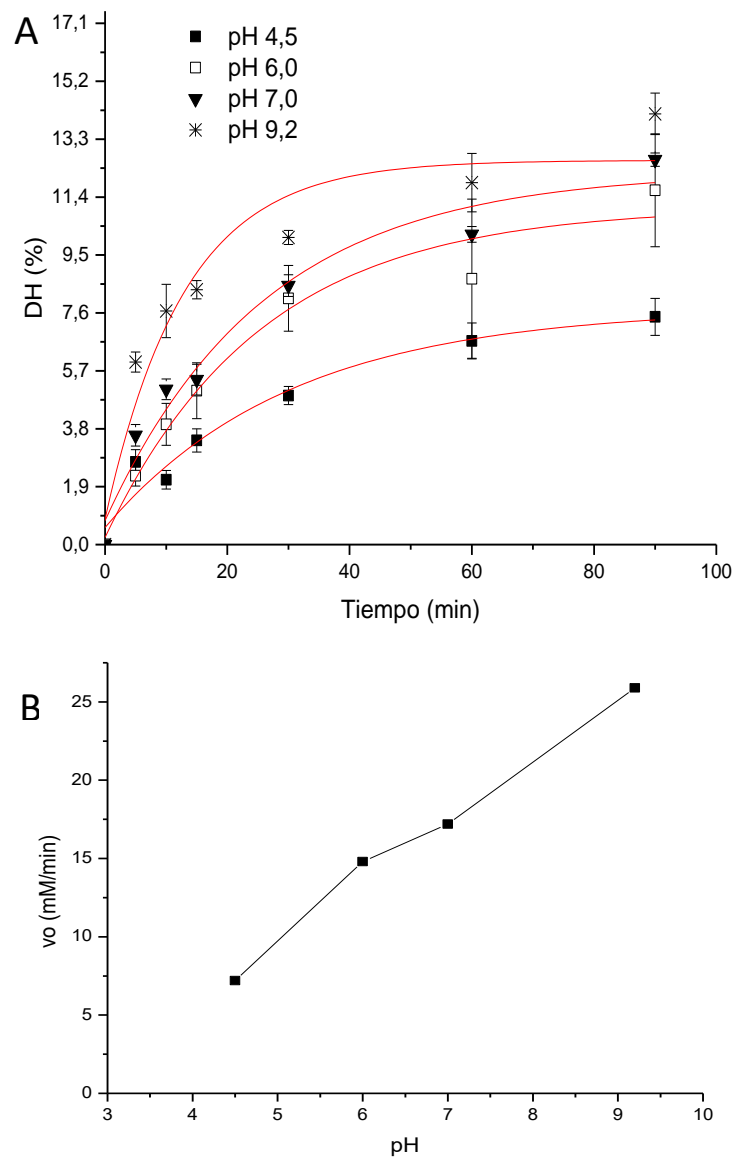 A
17,1
15,2
13,3
11,4
9,5
7,6
5,7
3,8
1,9
0,0
DH (%)
pH 4,5
pH 6,0
pH 7,0
pH 9,2
0 20 40 60 80 100
Tiempo (min)
B
25
20
15
10
5
0
vo (mM/min)
3 4 5 6 7 8 9 10
pH